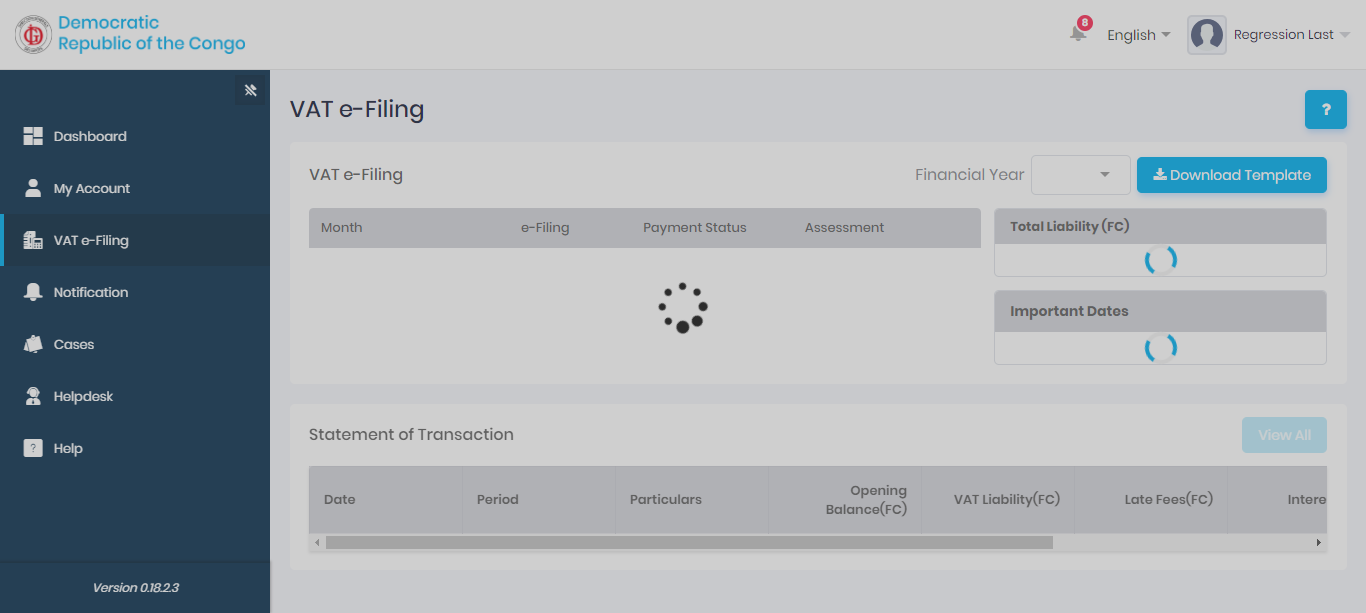 Democratic
Republic of the Congo
8
English
Regression Last
Dashboard
My Account
VAT e-Filing
Notification
Cases
Helpdesk
? Help
Version 0.18.2.3
VAT e-Filing
?
VAT e-Filing
Financial Year
Download Template
Month e-Filing Payment Status Assessment
Total Liability (FC)
Important Dates
Statement of Transaction
View All
Date Period Particulars Opening Balance(FC) VAT Liability(FC) Late Fees(FC) Intere